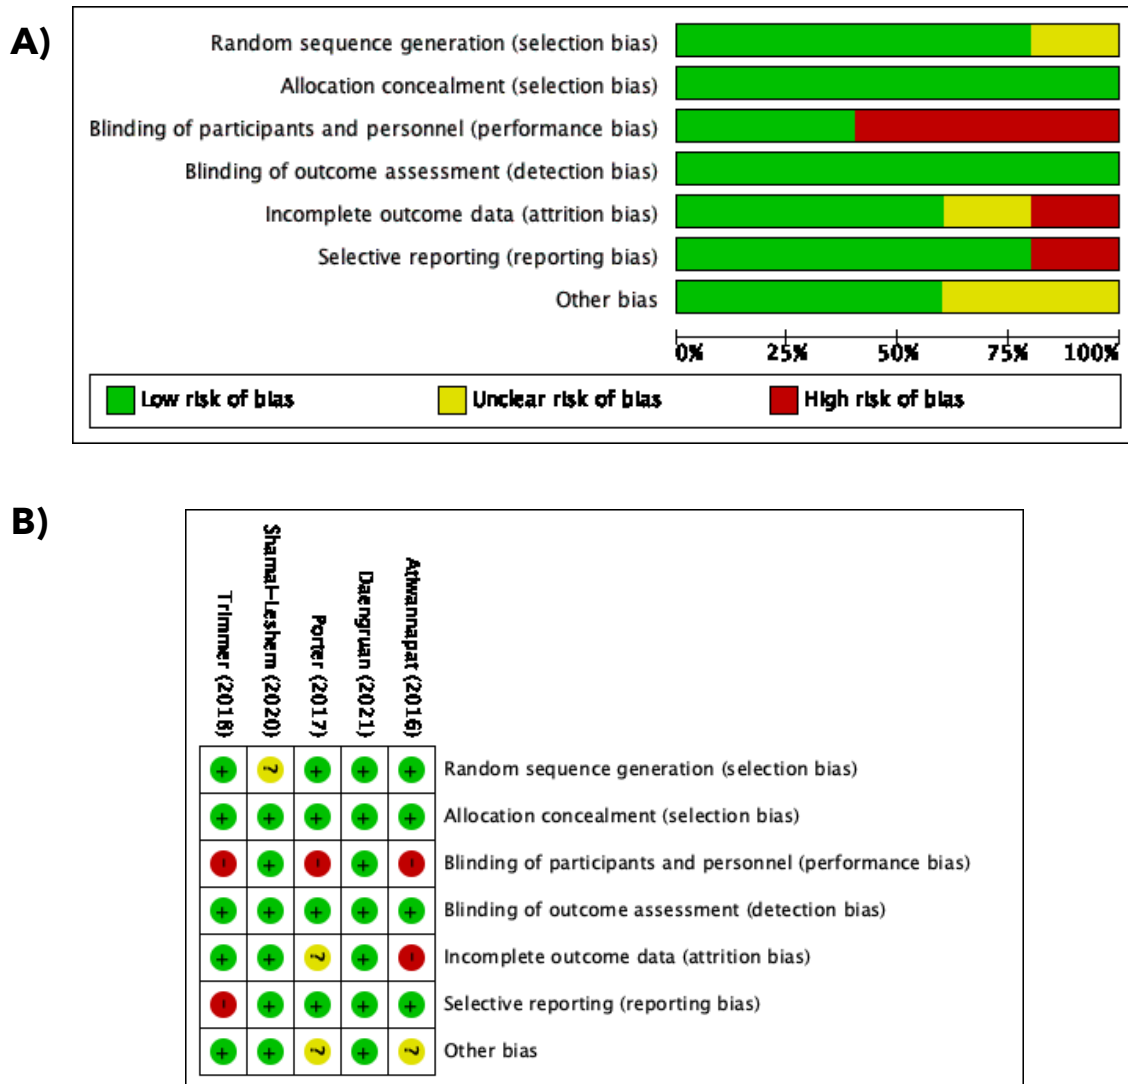 A)
Random sequence generation (selection bias)
Allocation concealment (selection bias)
Blinding of participants and personnel (performance bias)
Blinding of outcome assessment (detection bias)
Incomplete outcome data (attrition bias)
Selective reporting (reporting bias)
Other bias
0% 25% 50% 75% 100%
Low risk of bias Unclear risk of bias High risk of bias
B)
Trimmer (2018)
Shamai-Leshem (2020)
Porter (2017)
Daengruan (2021)
Atiwannapat (2016)
+ ? + + + Random sequence generation (selection bias)
+ + + + + Allocation concealment (selection bias)
- + - + - Blinding of participants and personnel (performance bias)
+ + + + + Blinding of outcome assessment (detection bias)
+ + ? + - Incomplete outcome data (attrition bias)
- + + + + Selective reporting (reporting bias)
+ + ? + ? Other bias